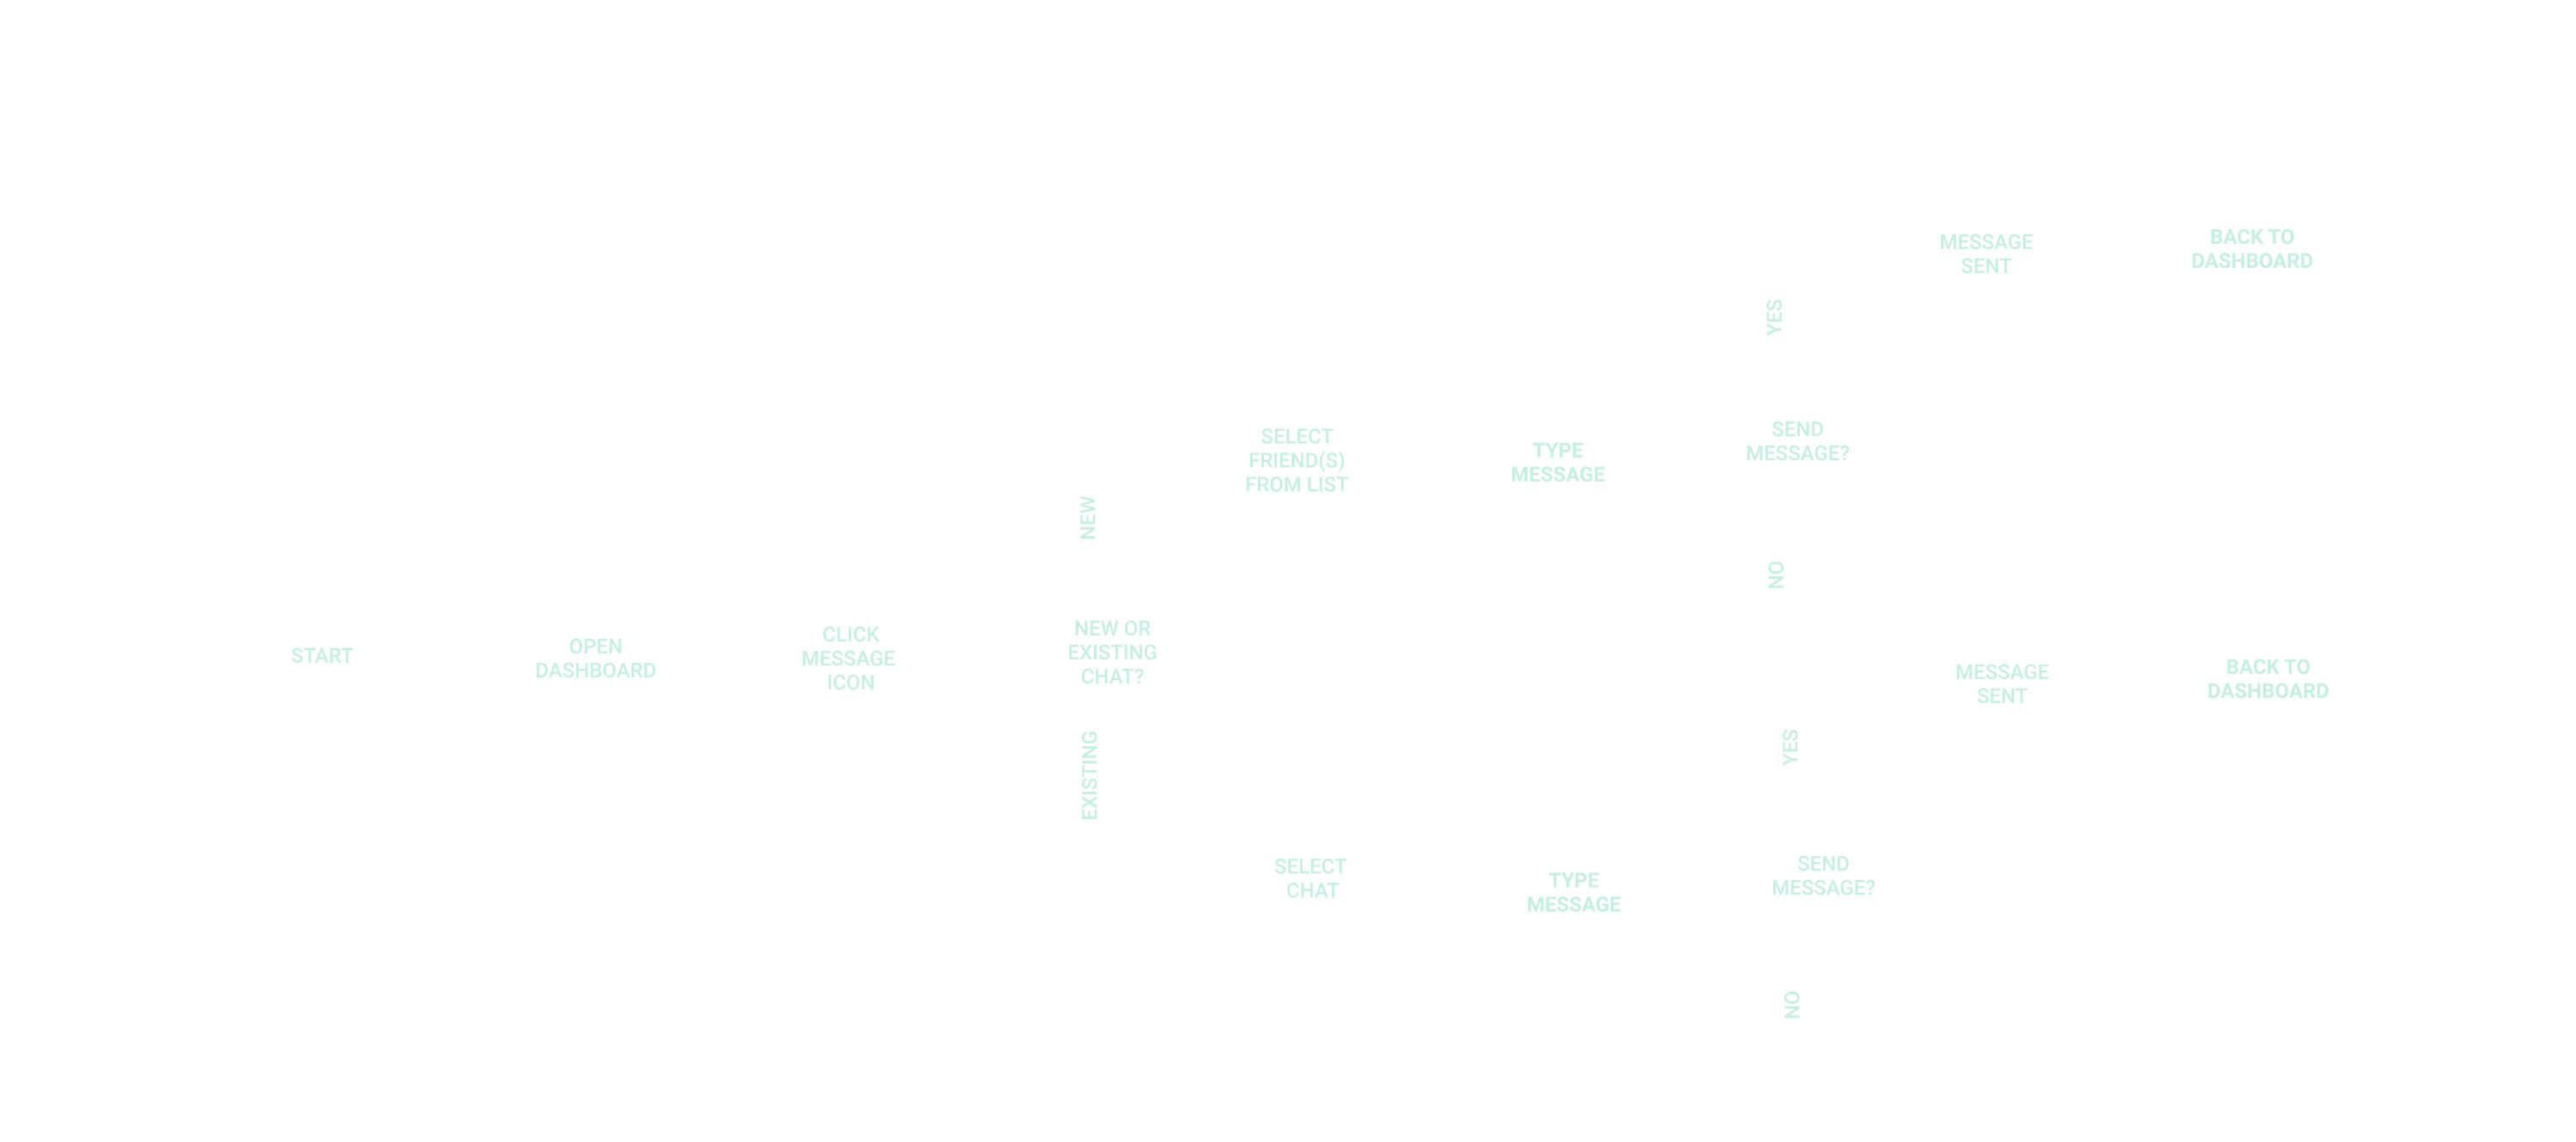 START
OPEN
DASHBOARD
CLICK
MESSAGE
ICON
NEW OR
EXISTING
CHAT?
NEW
SELECT
FRIEND(S)
FROM LIST
TYPE
MESSAGE
SEND
MESSAGE?
YES
MESSAGE
SENT
BACK TO
DASHBOARD
NO
EXISTING
SELECT
CHAT
TYPE
MESSAGE
SEND
MESSAGE?
YES
MESSAGE
SENT
BACK TO
DASHBOARD
NO